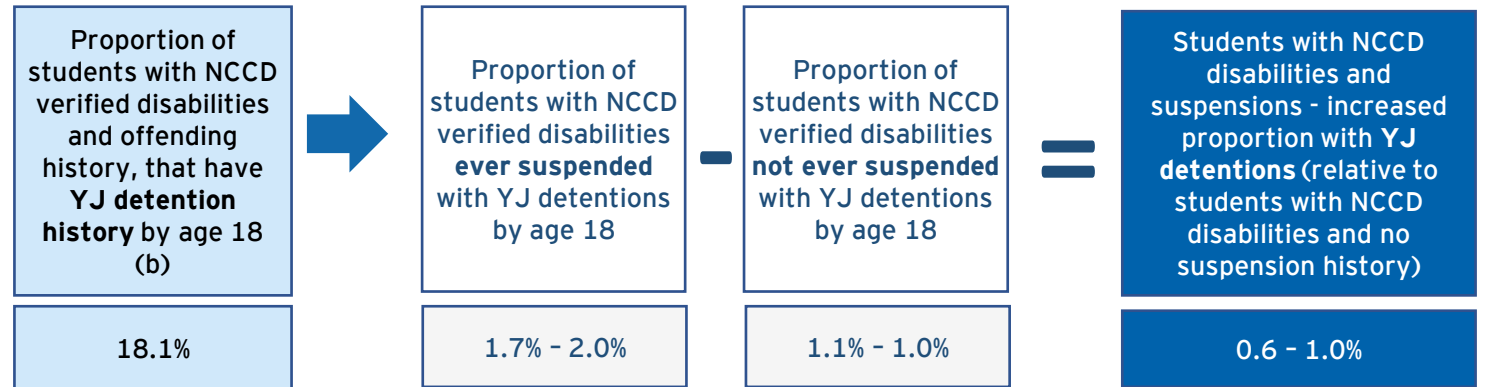 Proportion of
students with NCCD
verified disabilities
and offending
history, that have
YJ detention
history by age 18
(b)
18.1%
Proportion of
students with NCCD
verified disabilities
ever suspended
with YJ detentions
by age 18
1.7% – 2.0%
-
Proportion of
students with NCCD
verified disabilities
not ever suspended
with YJ detentions
by age 18
1.1% – 1.0%
=
Students with NCCD
disabilities and
suspensions - increased
proportion with YJ
detentions (relative to
students with NCCD
disabilities and no
suspension history)
0.6 – 1.0%